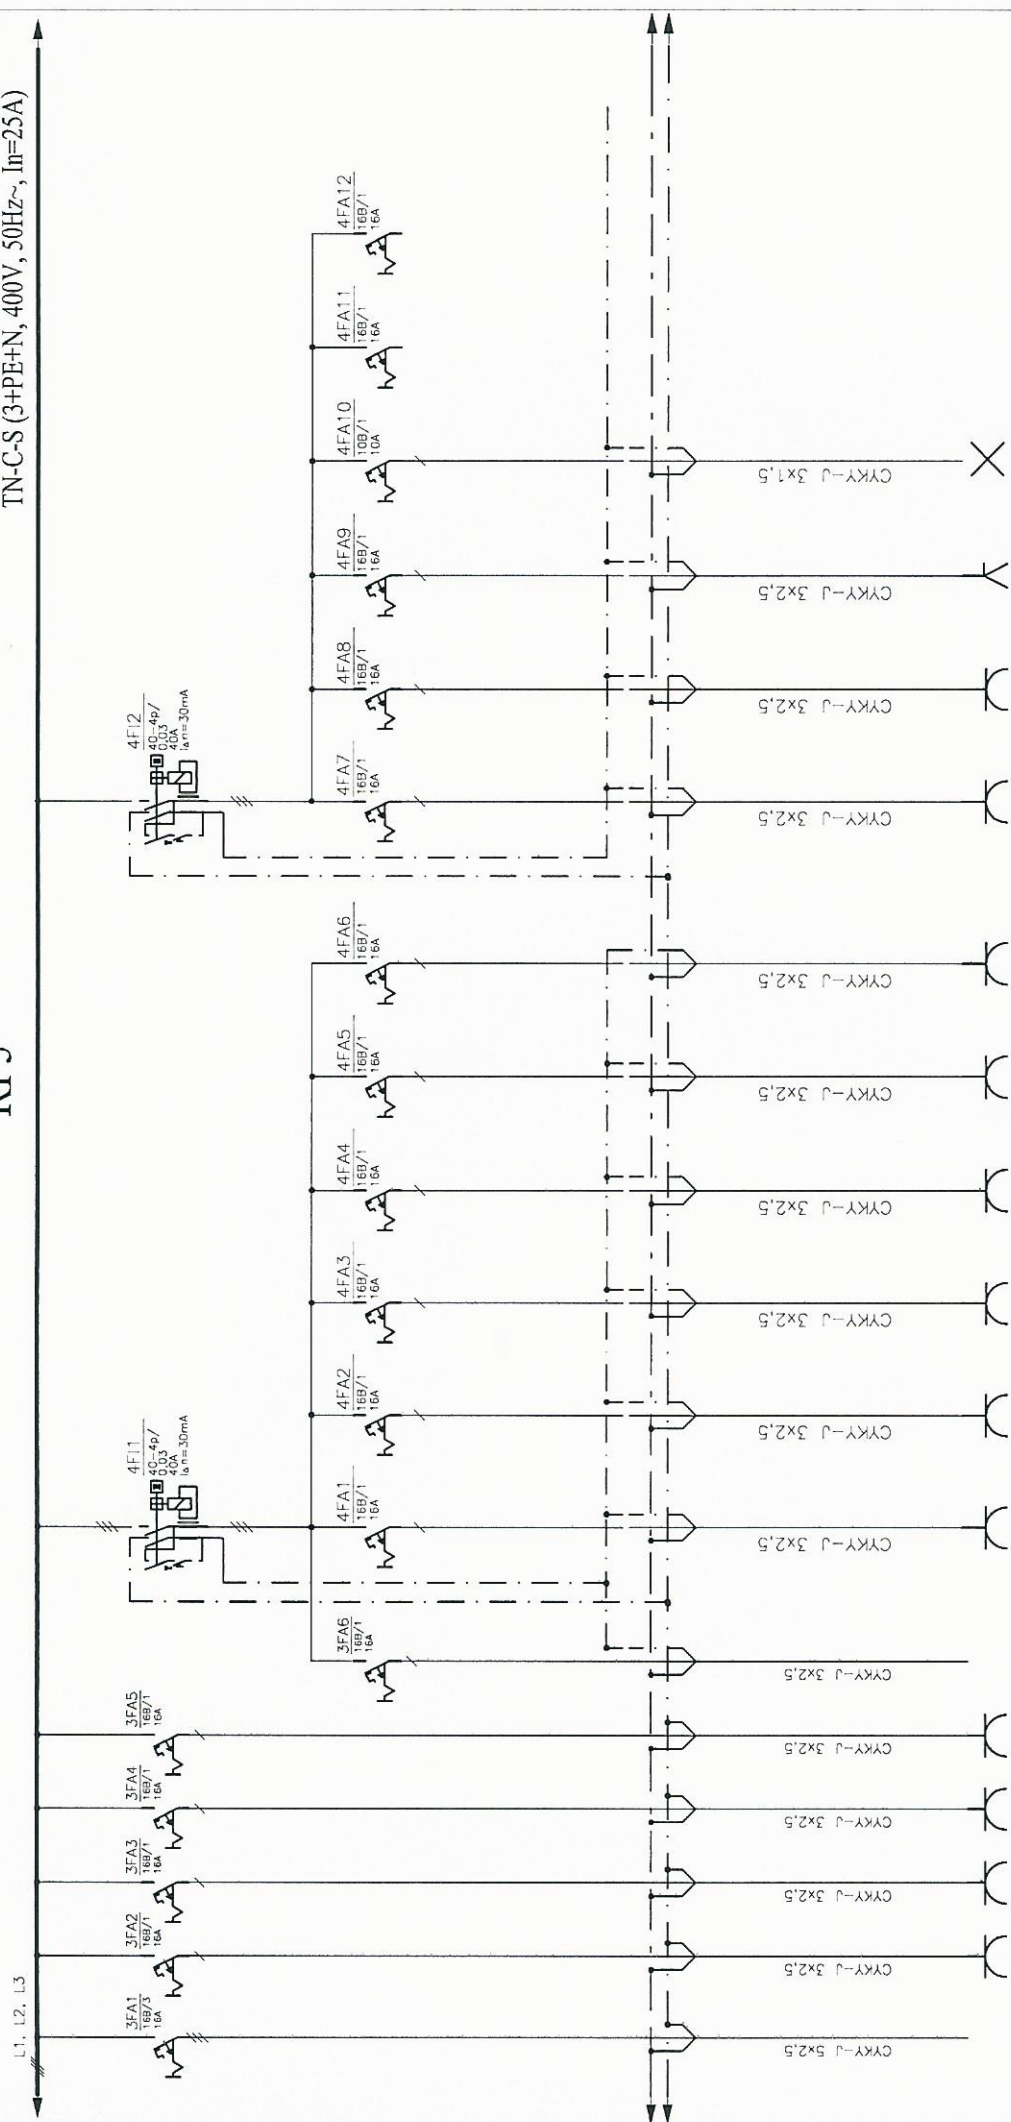 TN-C-S (3+PE+N, 400V, 50Hz~, In=25A)
L1, L2, L3
3FA1
16B/3
16A
CYKY-J 5x2,5
3FA2
16B/1
16A
CYKY-J 3x2,5
3FA3
16B/1
16A
CYKY-J 3x2,5
3FA4
16B/1
16A
CYKY-J 3x2,5
3FA5
16B/1
16A
CYKY-J 3x2,5
3FA6
16B/1
16A
CYKY-J 3x2,5
4FI1
40-4p/
0,03
40A
IΔn=30mA
4FA1
16B/1
16A
CYKY-J 3x2,5
4FA2
16B/1
16A
CYKY-J 3x2,5
4FA3
16B/1
16A
CYKY-J 3x2,5
4FA4
16B/1
16A
CYKY-J 3x2,5
4FA5
16B/1
16A
CYKY-J 3x2,5
4FA6
16B/1
16A
CYKY-J 3x2,5
4FI2
40-4p/
0,03
40A
IΔn=30mA
4FA7
16B/1
16A
CYKY-J 3x2,5
4FA8
16B/1
16A
CYKY-J 3x2,5
4FA9
16B/1
16A
CYKY-J 3x2,5
4FA10
10B/1
10A
CYKY-J 3x1,5
4FA11
16B/1
16A
4FA12
16B/1
16A